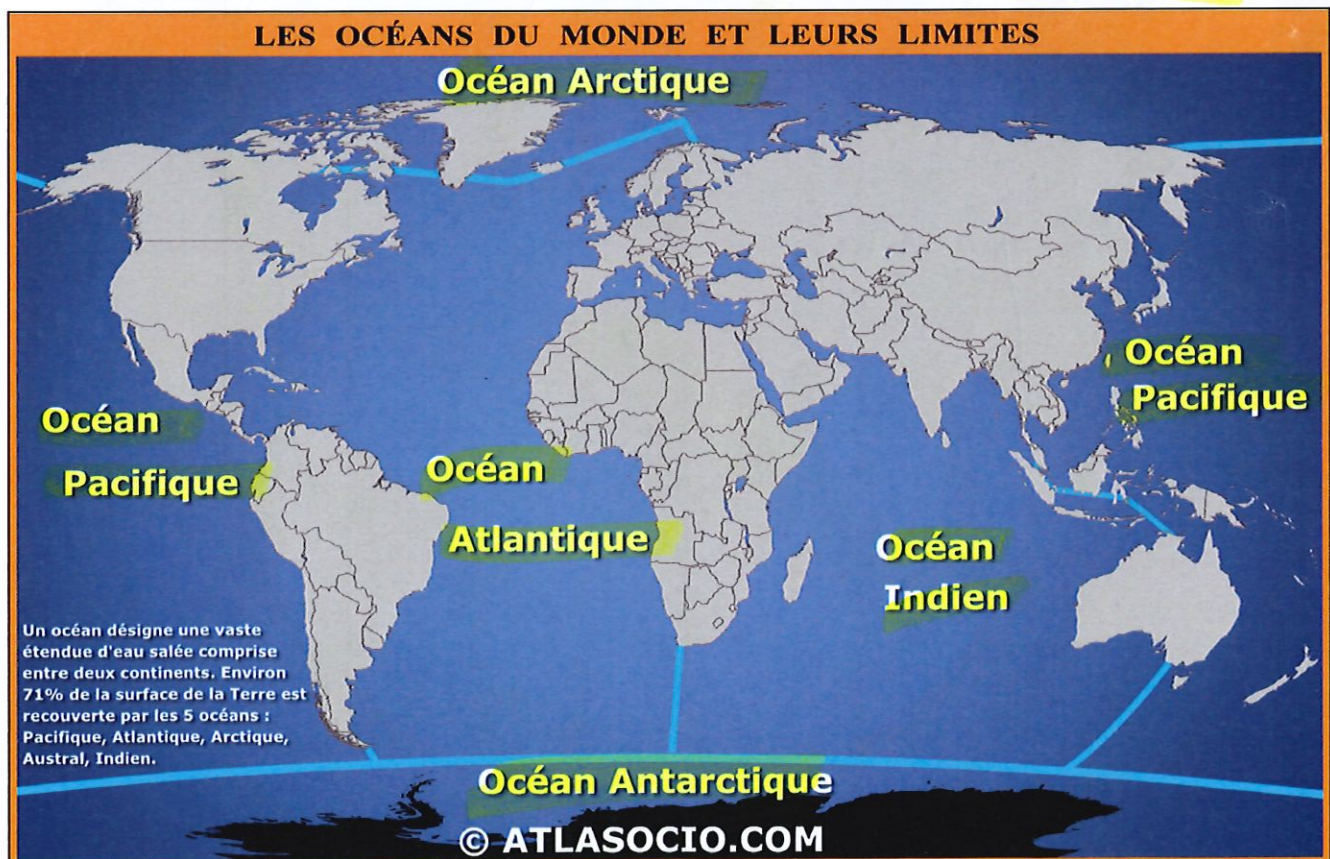 LES OCÉANS DU MONDE ET LEURS LIMITES
Océan Arctique
Océan
Pacifique
Océan
Pacifique
Océan
Atlantique
Océan
Indien
Un océan désigne une vaste
étendue d'eau salée comprise
entre deux continents. Environ
71% de la surface de la Terre est
recouverte par les 5 océans :
Pacifique, Atlantique, Arctique,
Austral, Indien.
Océan Antarctique
© ATLASOCIO.COM